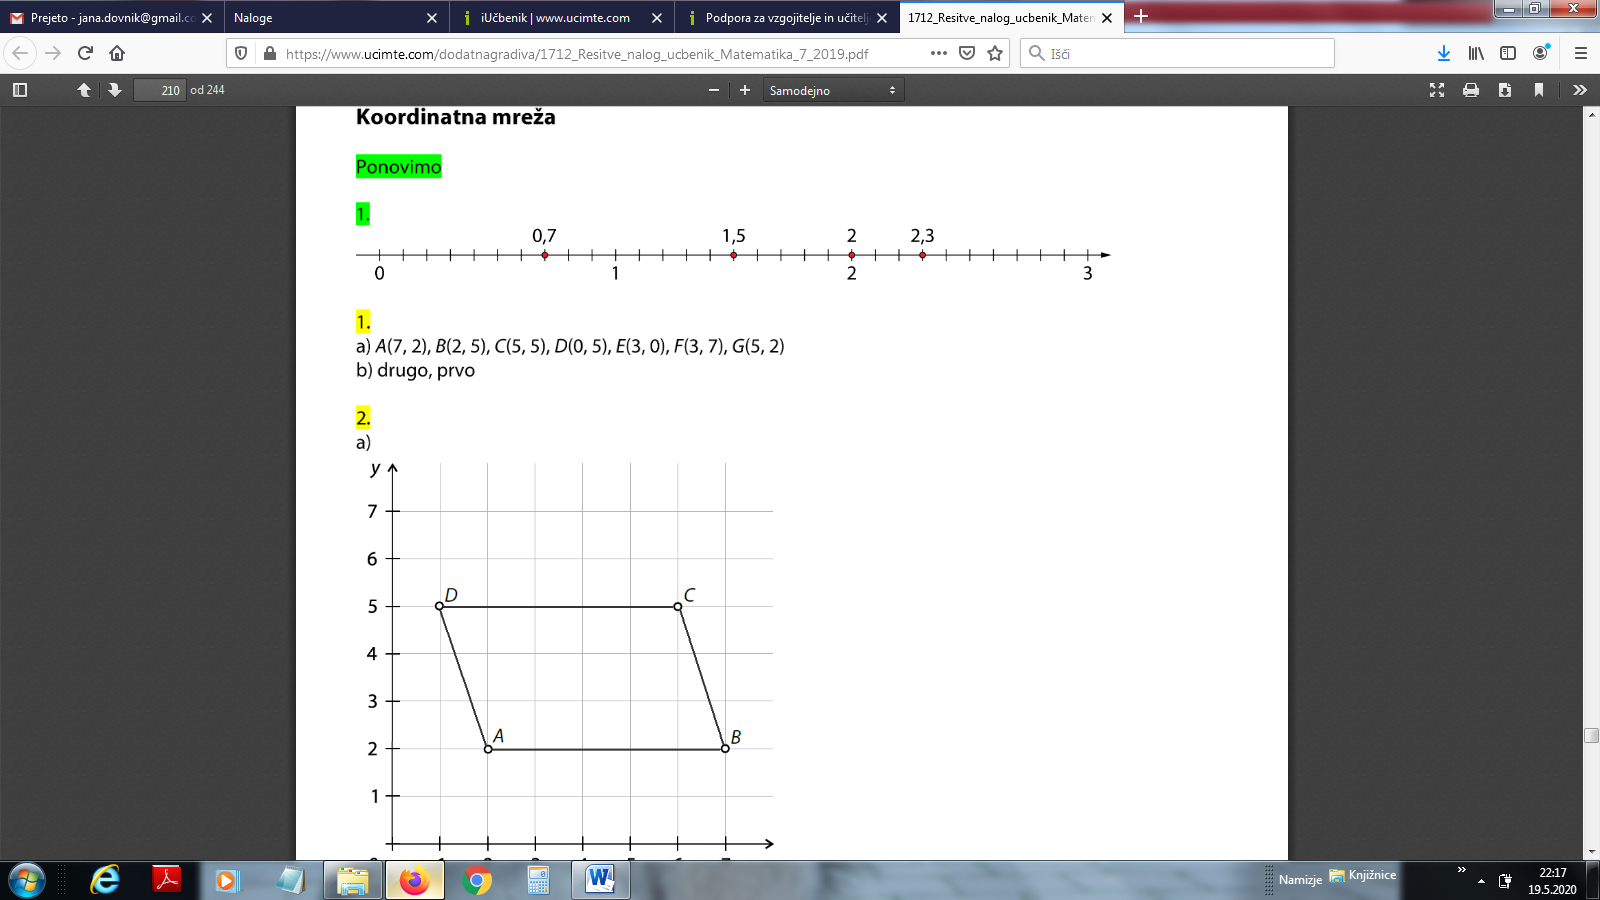 Prejeto - jana.dovnik@gmail.c
Naloge
iUčbenik | www.ucimte.com
Podpora za vzgojitelje in učitelj
1712_Resitve_nalog_ucbenik_Maten
https://www.ucimte.com/dodatnagradiva/1712_Resitve_nalog_ucbenik_Matematika_7_2019.pdf
Išči
210 od 244
Samodejno
Koordinatna mreža
Ponovimo
1.
0,7 1,5 2 2,3
0 1 2 3
1.
a) A(7, 2), B(2, 5), C(5, 5), D(0, 5), E(3, 0), F(3, 7), G(5, 2)
b) drugo, prvo
2.
a)
y
7
6
D C
5
4
3
A B
2
1
Namizje
Knjižnice
22:17
19.5.2020